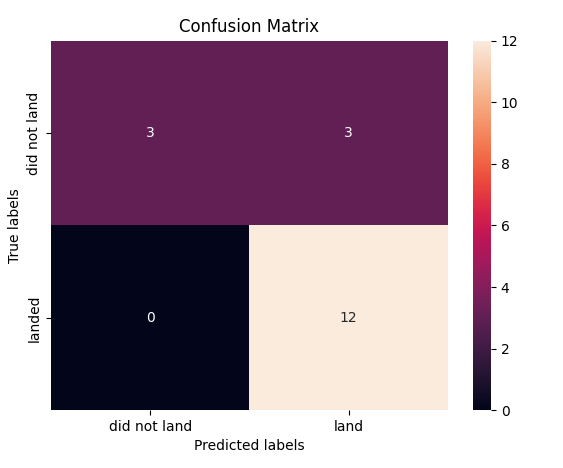 Confusion Matrix
True labels
did not land
landed
3
3
0
12
did not land
land
Predicted labels
12
10
8
6
4
2
0